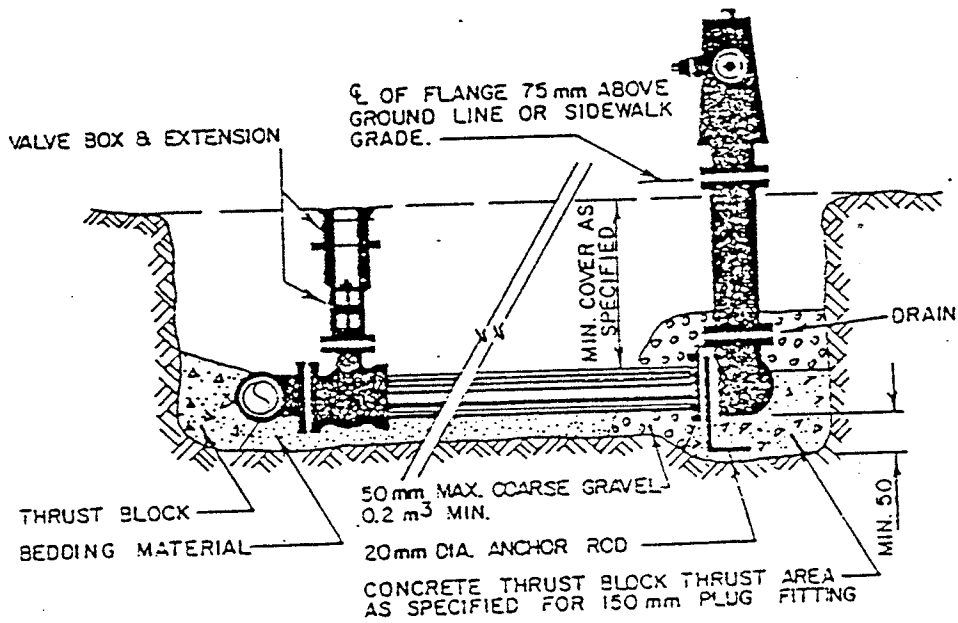 ℄ OF FLANGE 75 mm ABOVE
GROUND LINE OR SIDEWALK
GRADE.
VALVE BOX & EXTENSION
MIN. COVER AS
SPECIFIED
DRAIN
THRUST BLOCK
BEDDING MATERIAL
50 mm MAX. COARSE GRAVEL
0.2 m³ MIN.
20mm DIA. ANCHOR ROD
CONCRETE THRUST BLOCK THRUST AREA
AS SPECIFIED FOR 150 mm PLUG FITTING
MIN. 50